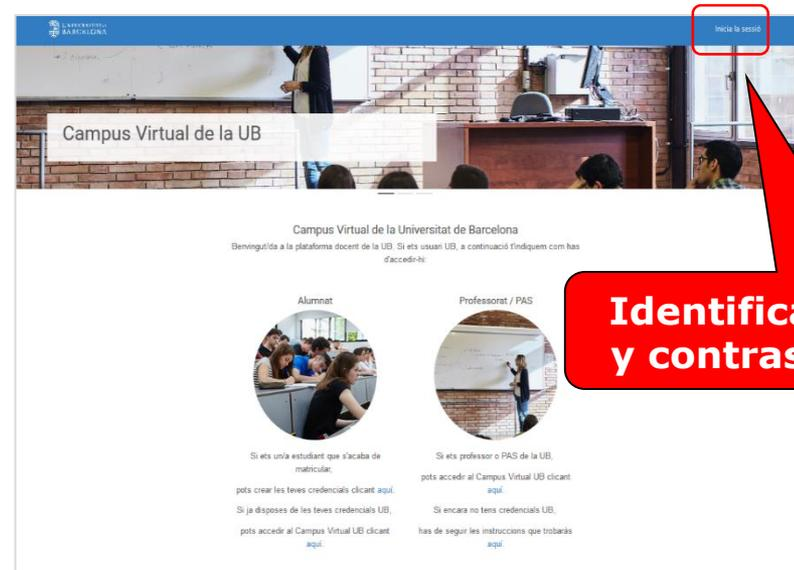 UNIVERSITAT DE
BARCELONA
Inicia la sessió
Campus Virtual de la UB
Campus Virtual de la Universitat de Barcelona
Benvingut/da a la plataforma docent de la UB. Si ets usuari UB, a continuació t'indiquem com has
d'accedir-hi:
Alumnat
Professorat / PAS
Identifica
y contras
Si ets un/a estudiant que s'acaba de
matricular,
pots crear les teves credencials clicant aquí.
Si ja disposes de les teves credencials UB,
pots accedir al Campus Virtual UB clicant
aquí.
Si ets professor o PAS de la UB,
pots accedir al Campus Virtual UB clicant
aquí.
Si encara no tens credencials UB,
has de seguir les instruccions que trobaràs
aquí.